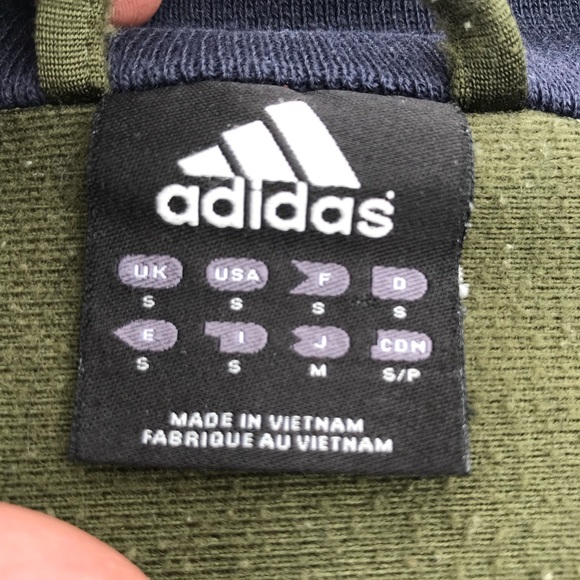 adidas
UK USA F D
S S S S
E I J CDN
S S M S/P
MADE IN VIETNAM
FABRIQUE AU VIETNAM